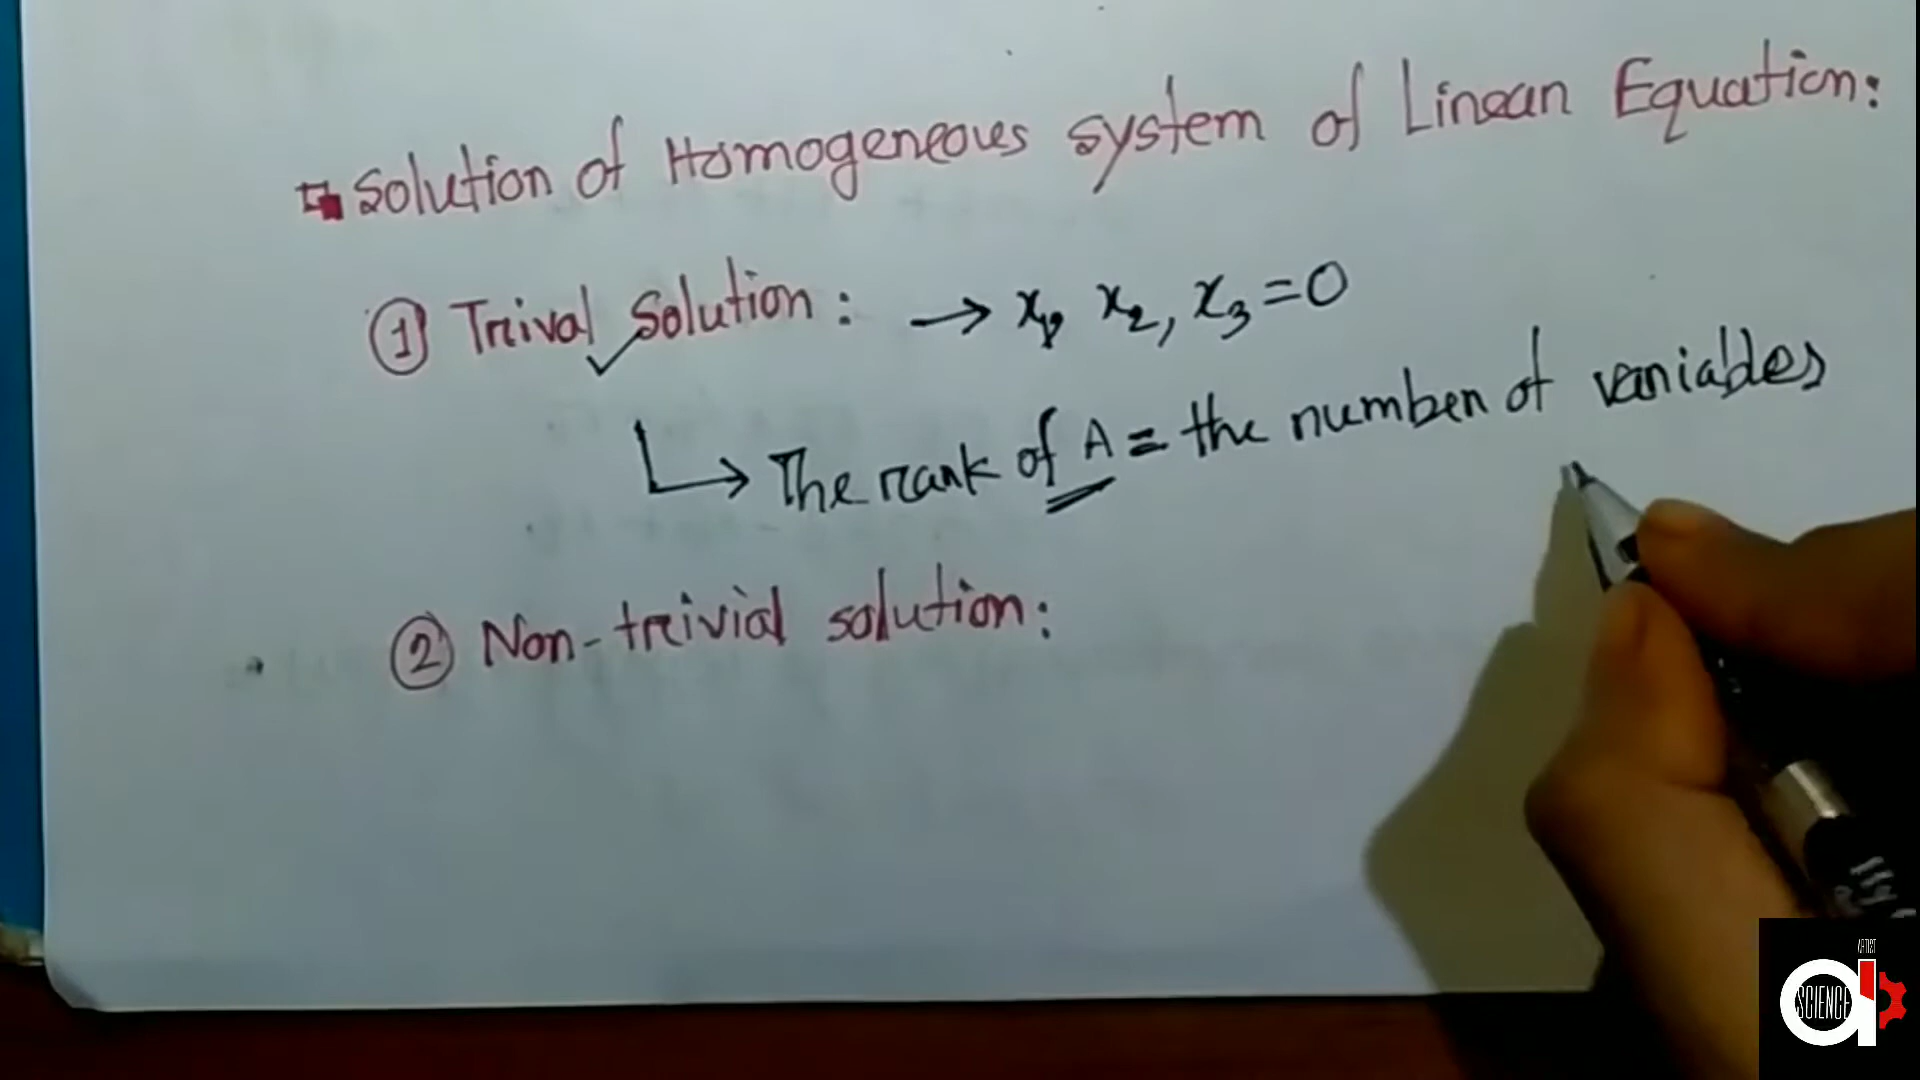 Solution of Homogeneous system of Linear Equation:
① Trival Solution: → x1, x2, x3 = 0
↳ The rank of A = the number of variables
② Non-trivial solution:
ARTIST
SCIENCE